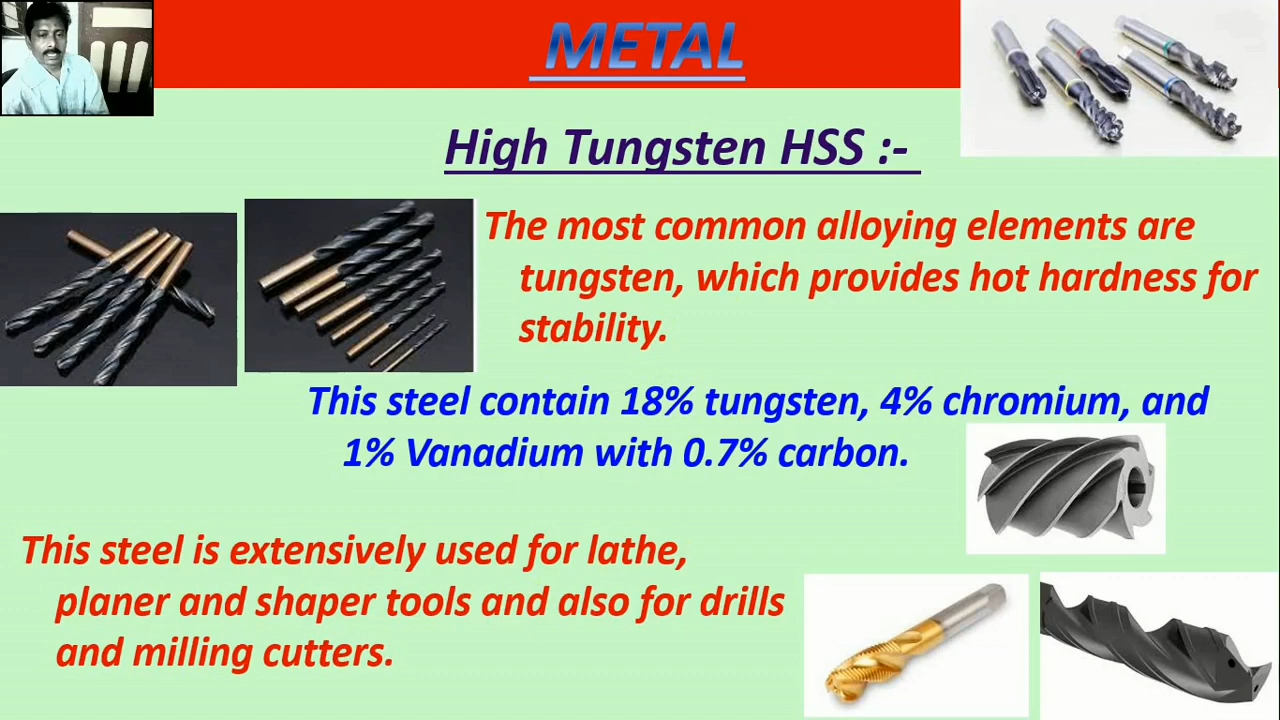 METAL
High Tungsten HSS :-
The most common alloying elements are
tungsten, which provides hot hardness for
stability.
This steel contain 18% tungsten, 4% chromium, and
1% Vanadium with 0.7% carbon.
This steel is extensively used for lathe,
planer and shaper tools and also for drills
and milling cutters.